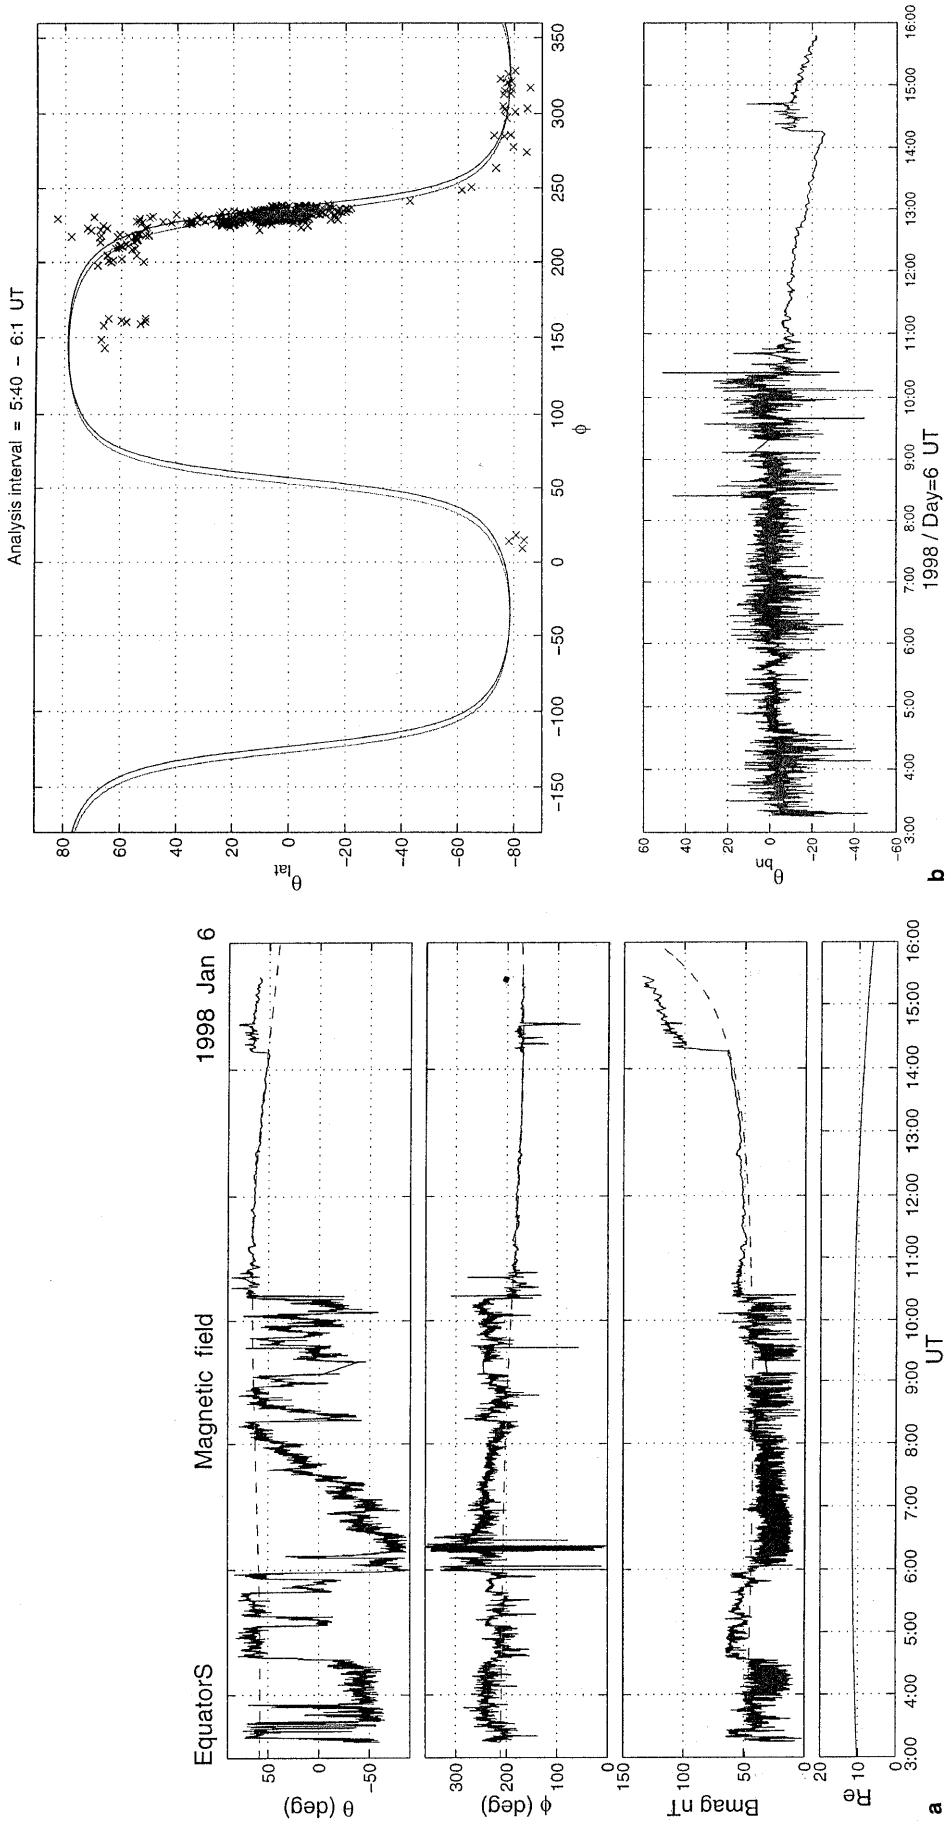 EquatorS Magnetic field 1998 Jan 6
50
0
−50
θ (deg)
300
200
100
0
φ (deg)
150
100
50
0
Bmag nT
20
10
0
Re
3:00 4:00 5:00 6:00 7:00 8:00 9:00 10:00 11:00 12:00 13:00 14:00 15:00 16:00
UT
a
Analysis interval = 5:40 − 6:1 UT
80
60
40
20
0
−20
−40
−60
−80
θlat
−150 −100 −50 0 50 100 150 200 250 300 350
φ
60
40
20
0
−20
−40
−60
θbn
3:00 4:00 5:00 6:00 7:00 8:00 9:00 10:00 11:00 12:00 13:00 14:00 15:00 16:00
1998 / Day=6 UT
b